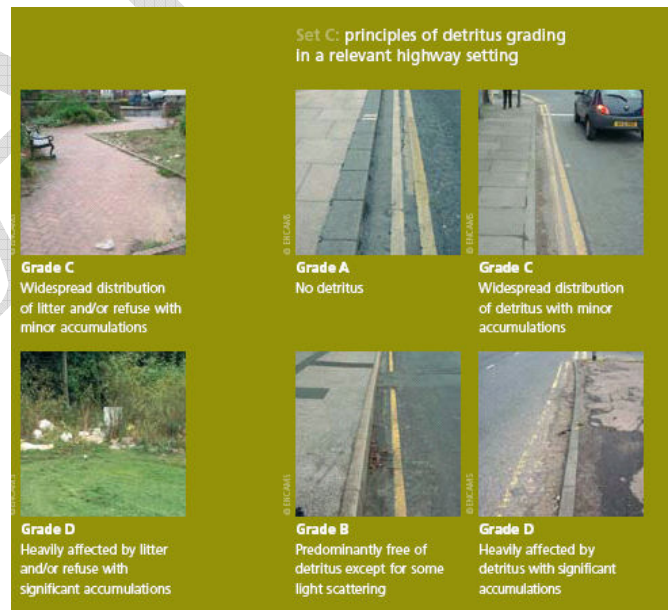 Set C: principles of detritus grading
in a relevant highway setting
© ENCAMS
Grade C
Widespread distribution
of litter and/or refuse with
minor accumulations
© ENCAMS
Grade A
No detritus
© ENCAMS
Grade C
Widespread distribution
of detritus with minor
accumulations
© ENCAMS
Grade D
Heavily affected by litter
and/or refuse with
significant accumulations
© ENCAMS
Grade B
Predominantly free of
detritus except for some
light scattering
© ENCAMS
Grade D
Heavily affected by
detritus with significant
accumulations